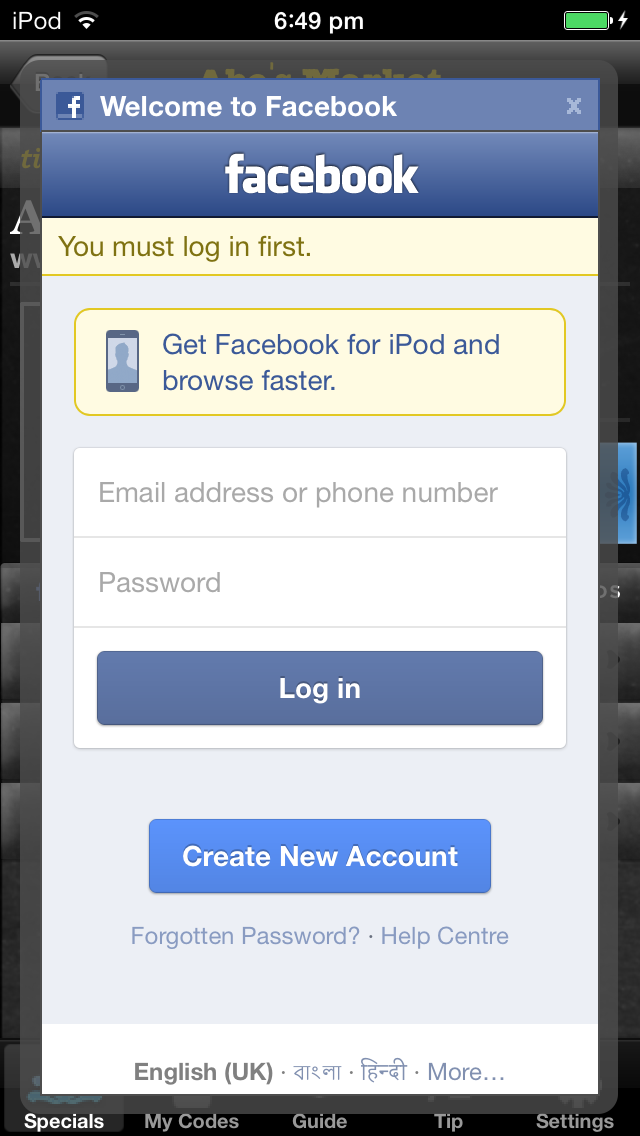 iPod 6:49 pm
Abe's Market
Welcome to Facebook x
facebook
You must log in first.
Get Facebook for iPod and
browse faster.
Email address or phone number
Password
Log in
Create New Account
Forgotten Password? · Help Centre
English (UK) · বাংলা · हिन्दी · More...
Specials My Codes Guide Tip Settings